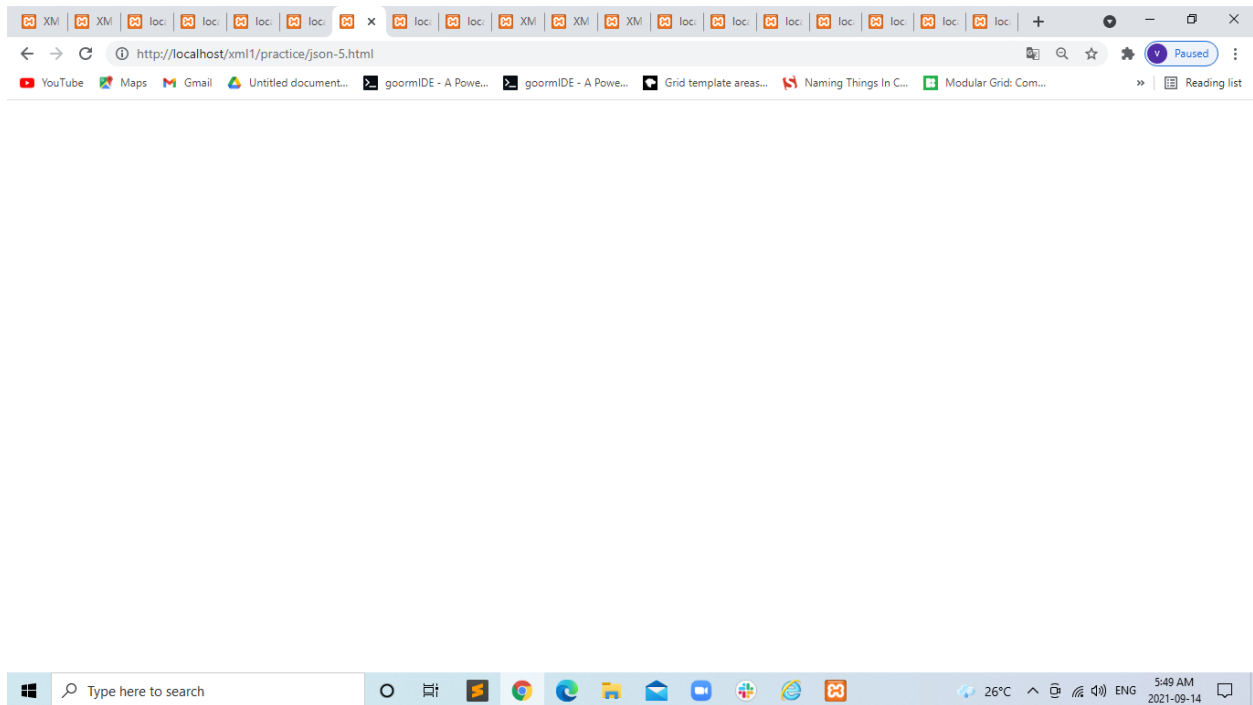 XM XM loc: loc: loc: loc: loc: loc: XM XM XM loc: loc: loc: loc: loc: loc: loc:
http://localhost/xml1/practice/json-5.html V Paused
YouTube Maps Gmail Untitled document... goormIDE - A Powe... goormIDE - A Powe... Grid template areas... Naming Things In C... Modular Grid: Com... » Reading list
Type here to search 26°C ENG 5:49 AM
2021-09-14